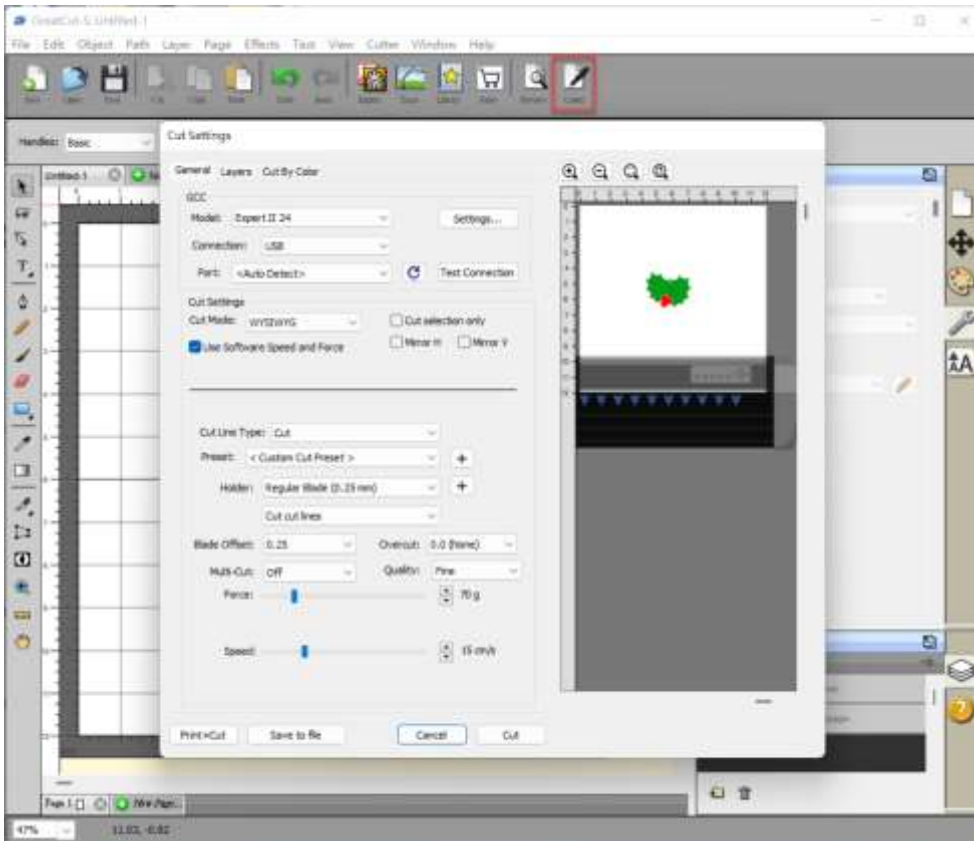 GreatCut-S Untitled-1
File Edit Object Path Layer Page Effects Text View Cutter Window Help
Handles: Basic
Cut Settings
Untitled-1
General Layers Cut By Color
GCC
Model: Expert II 24
Settings...
Connection: USB
Port: <Auto Detect>
Test Connection
Cut Settings
Cut Mode: WYSIWYG
Cut selection only
Use Software Speed and Force
Mirror H Mirror V
Cut Line Type: Cut
Preset: < Custom Cut Preset >
Holder: Regular Blade (0.25 mm)
Cut cut lines
Blade Offset: 0.25 Overcut: 0.0 (None)
Multi-Cut: Off Quality: Fine
Force: 70 g
Speed: 15 cm/s
Print+Cut Save to file Cancel Cut
Page 1 New Page...
47%